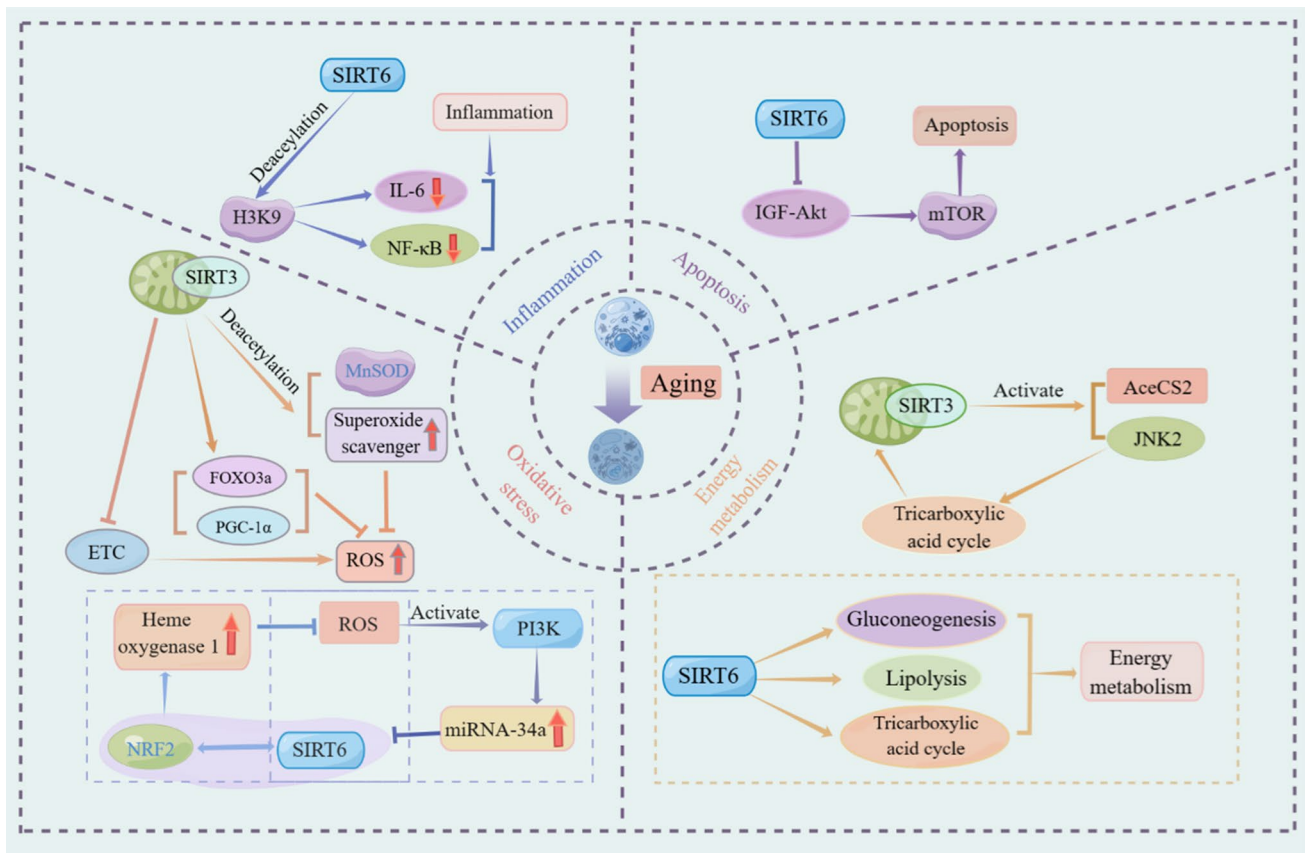 SIRT6
Deaceylation
Inflammation
H3K9
IL-6
NF-κB
SIRT6
Apoptosis
IGF-Akt
mTOR
Inflammation
Apoptosis
Oxidative
stress
Energy
metabolism
Aging
SIRT3
Deacetylation
MnSOD
Superoxide
scavenger
FOXO3a
PGC-1α
ETC
ROS
Heme
oxygenase 1
ROS
Activate
PI3K
miRNA-34a
NRF2
SIRT6
SIRT3
Activate
AceCS2
JNK2
Tricarboxylic
acid cycle
SIRT6
Gluconeogenesis
Lipolysis
Tricarboxylic
acid cycle
Energy
metabolism